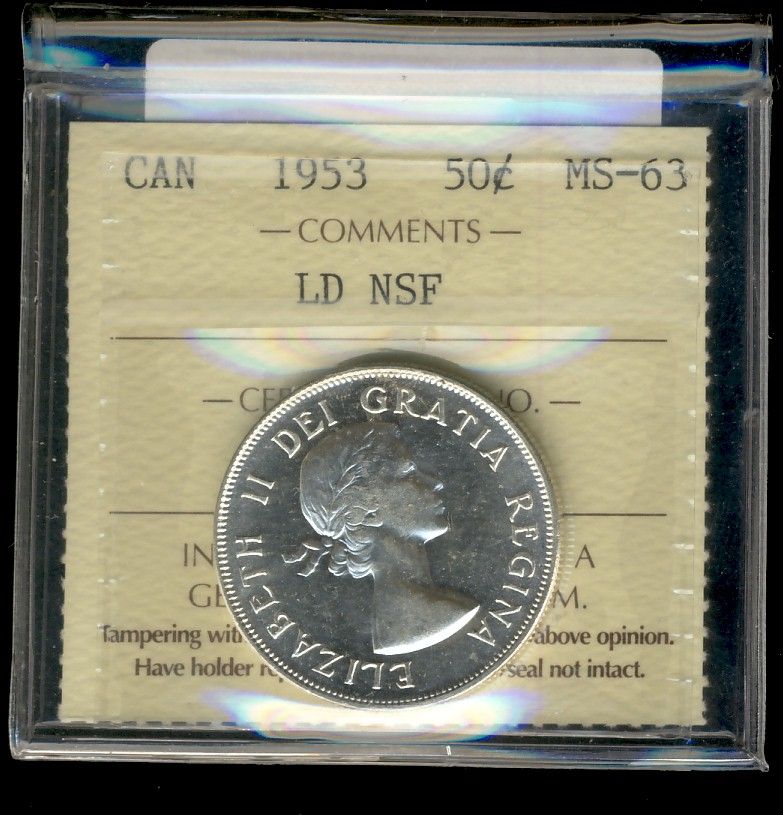 CAN 1953 50¢ MS-63
— COMMENTS —
LD NSF
ELIZABETH II DEI GRATIA REGINA
Tampering above opinion.
Have holder seal not intact.